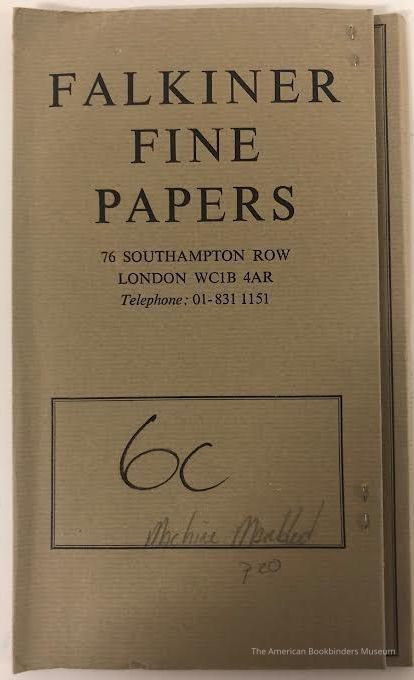 FALKINER
FINE
PAPERS
76 SOUTHAMPTON ROW
LONDON WC1B 4AR
Telephone: 01-831 1151
6C
Machine Marbled
The American Bookbinders Museum